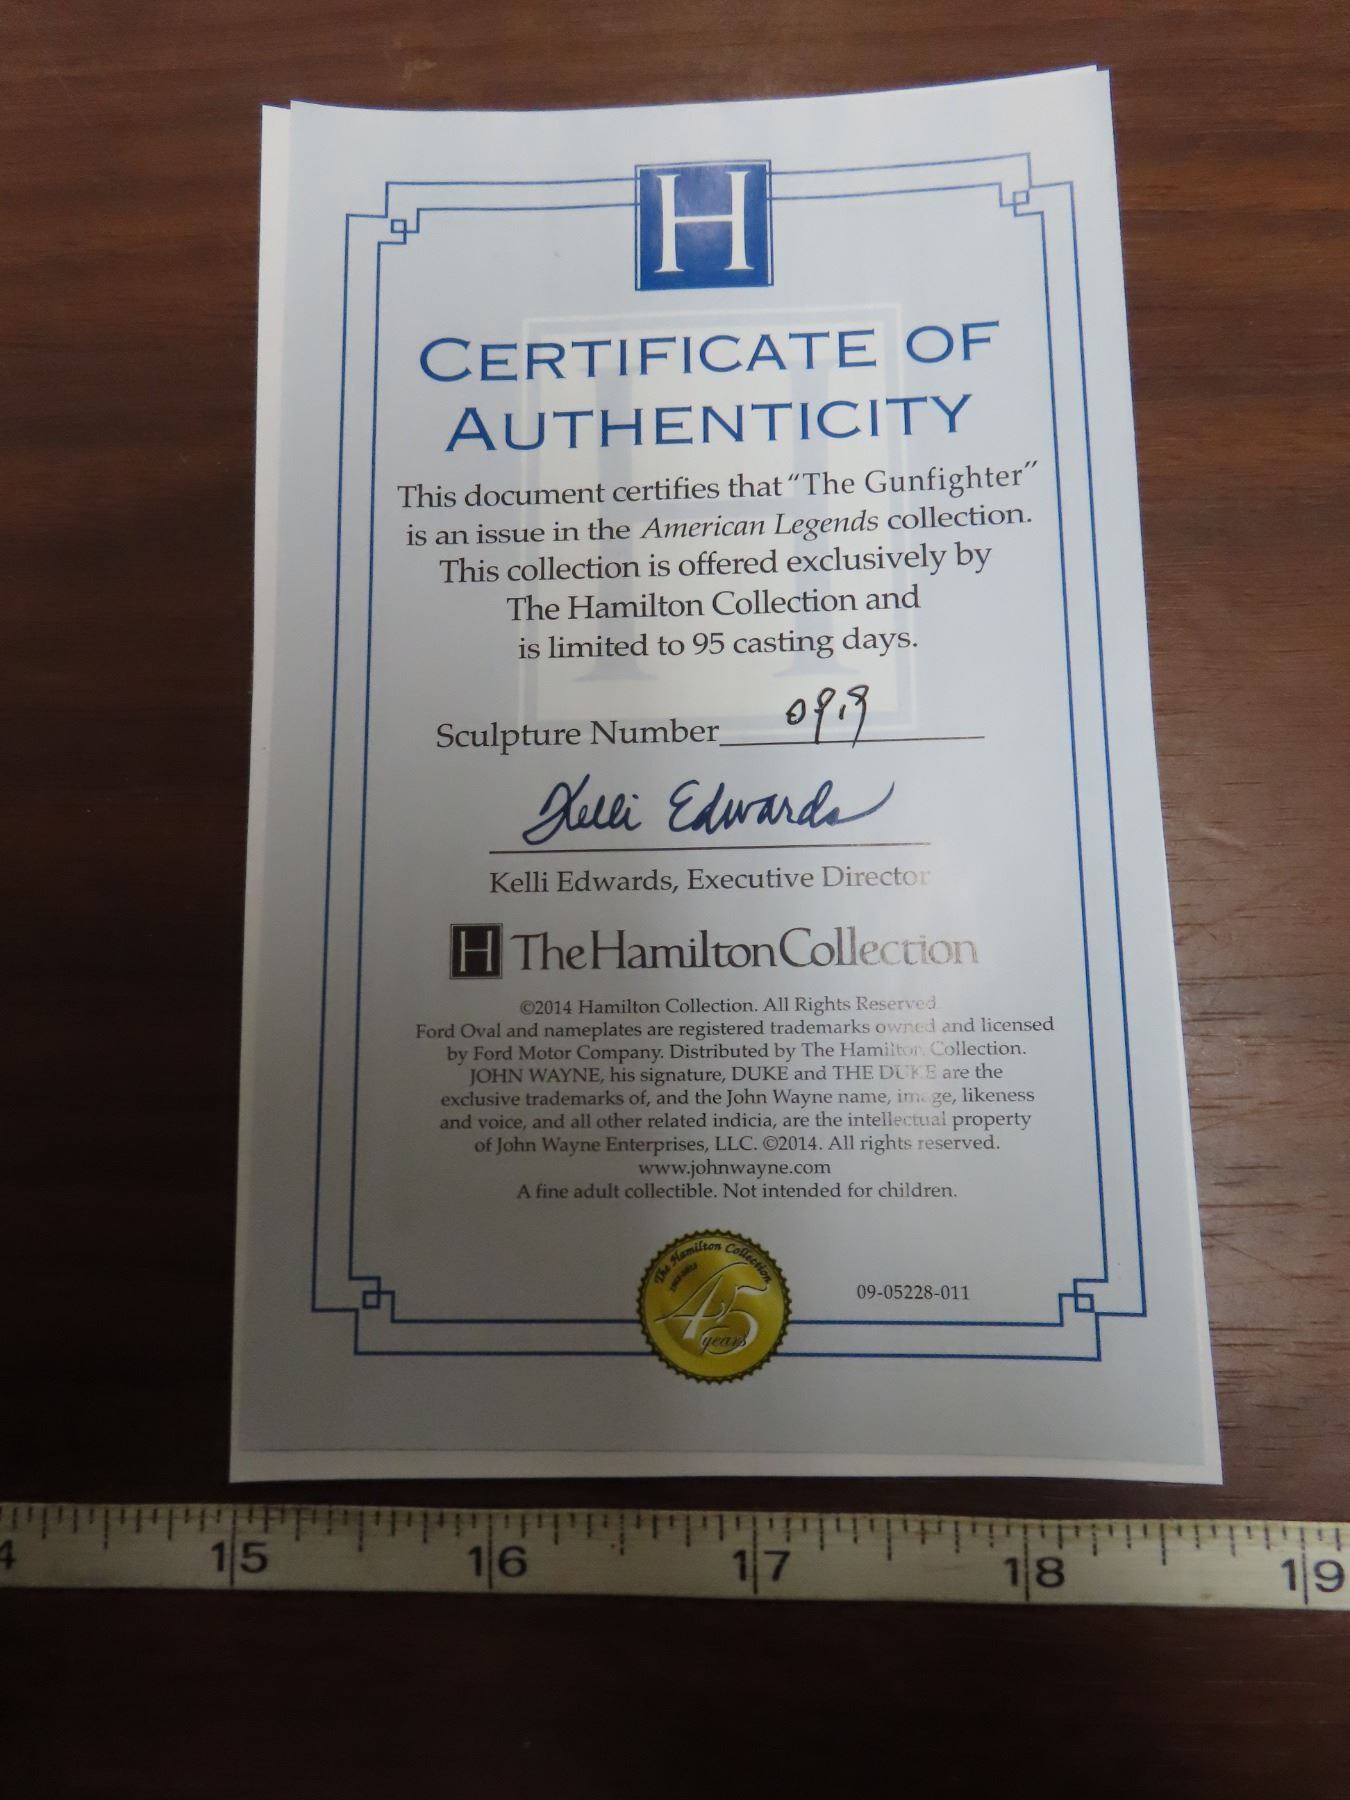 H
CERTIFICATE OF
AUTHENTICITY
This document certifies that “The Gunfighter”
is an issue in the American Legends collection.
This collection is offered exclusively by
The Hamilton Collection and
is limited to 95 casting days.
Sculpture Number
Kelli Edwards
Kelli Edwards, Executive Director
H The Hamilton Collection
©2014 Hamilton Collection. All Rights Reserved.
Ford Oval and nameplates are registered trademarks owned and licensed
by Ford Motor Company. Distributed by The Hamilton Collection.
JOHN WAYNE, his signature, DUKE and THE DUKE are the
exclusive trademarks of, and the John Wayne name, image, likeness
and voice, and all other related indicia, are the intellectual property
of John Wayne Enterprises, LLC. ©2014. All rights reserved.
www.johnwayne.com
A fine adult collectible. Not intended for children.
The Hamilton Collection
45
years
09-05228-011
4 15 16 17 18 19